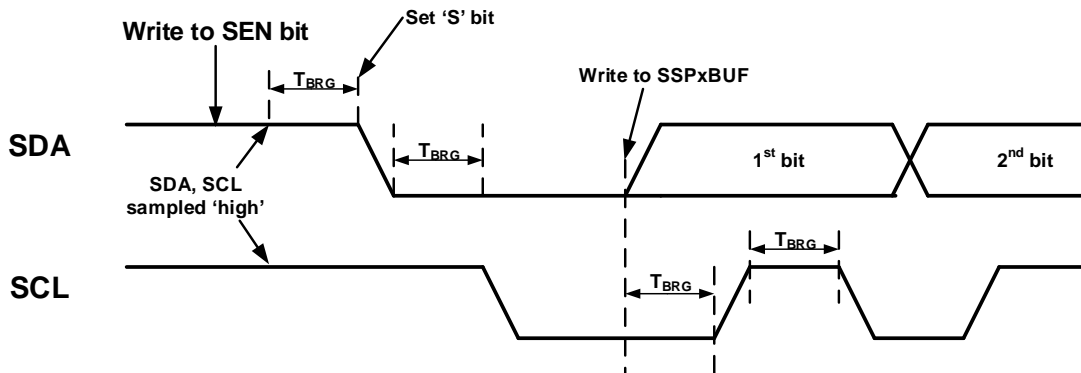 Set ‘S’ bit
Write to SEN bit
TBRG
Write to SSPxBUF
SDA
TBRG
1st bit
2nd bit
SDA, SCL
sampled ‘high’
TBRG
SCL
TBRG